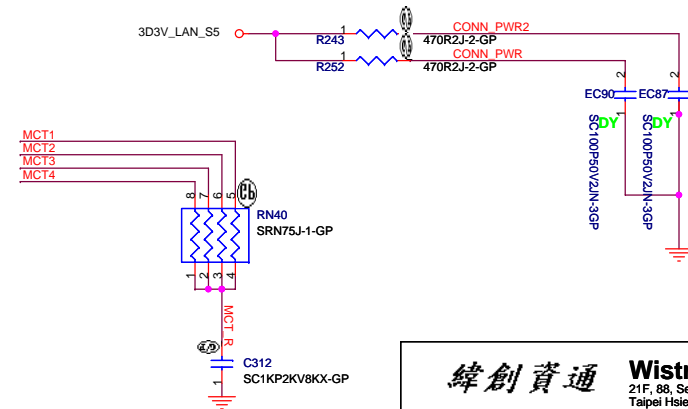 3D3V_LAN_S5
1
R243
470R2J-2-GP
CONN_PWR2
1
R252
470R2J-2-GP
CONN_PWR
2
EC90
1
DY
SC100P50V2JN-3GP
2
EC87
1
DY
SC100P50V2JN-3GP
MCT1
MCT2
MCT3
MCT4
8
7
6
5
RN40
SRN75J-1-GP
1
2
3
4
MCT_R
C312
SC1KP2KV8KX-GP
1
緯創資通
Wistr
21F, 88, Se
Taipei Hsie